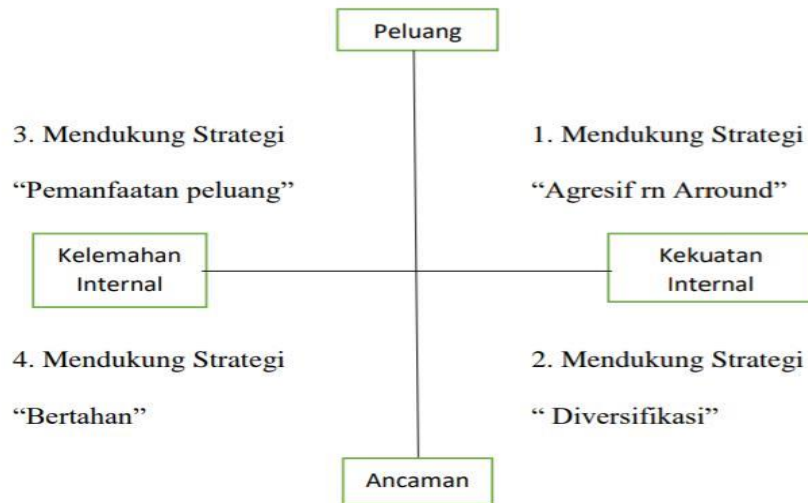 Peluang
3. Mendukung Strategi
“Pemanfaatan peluang”
1. Mendukung Strategi
“Agresif rn Arround”
Kelemahan
Internal
Kekuatan
Internal
4. Mendukung Strategi
“Bertahan”
2. Mendukung Strategi
“ Diversifikasi”
Ancaman